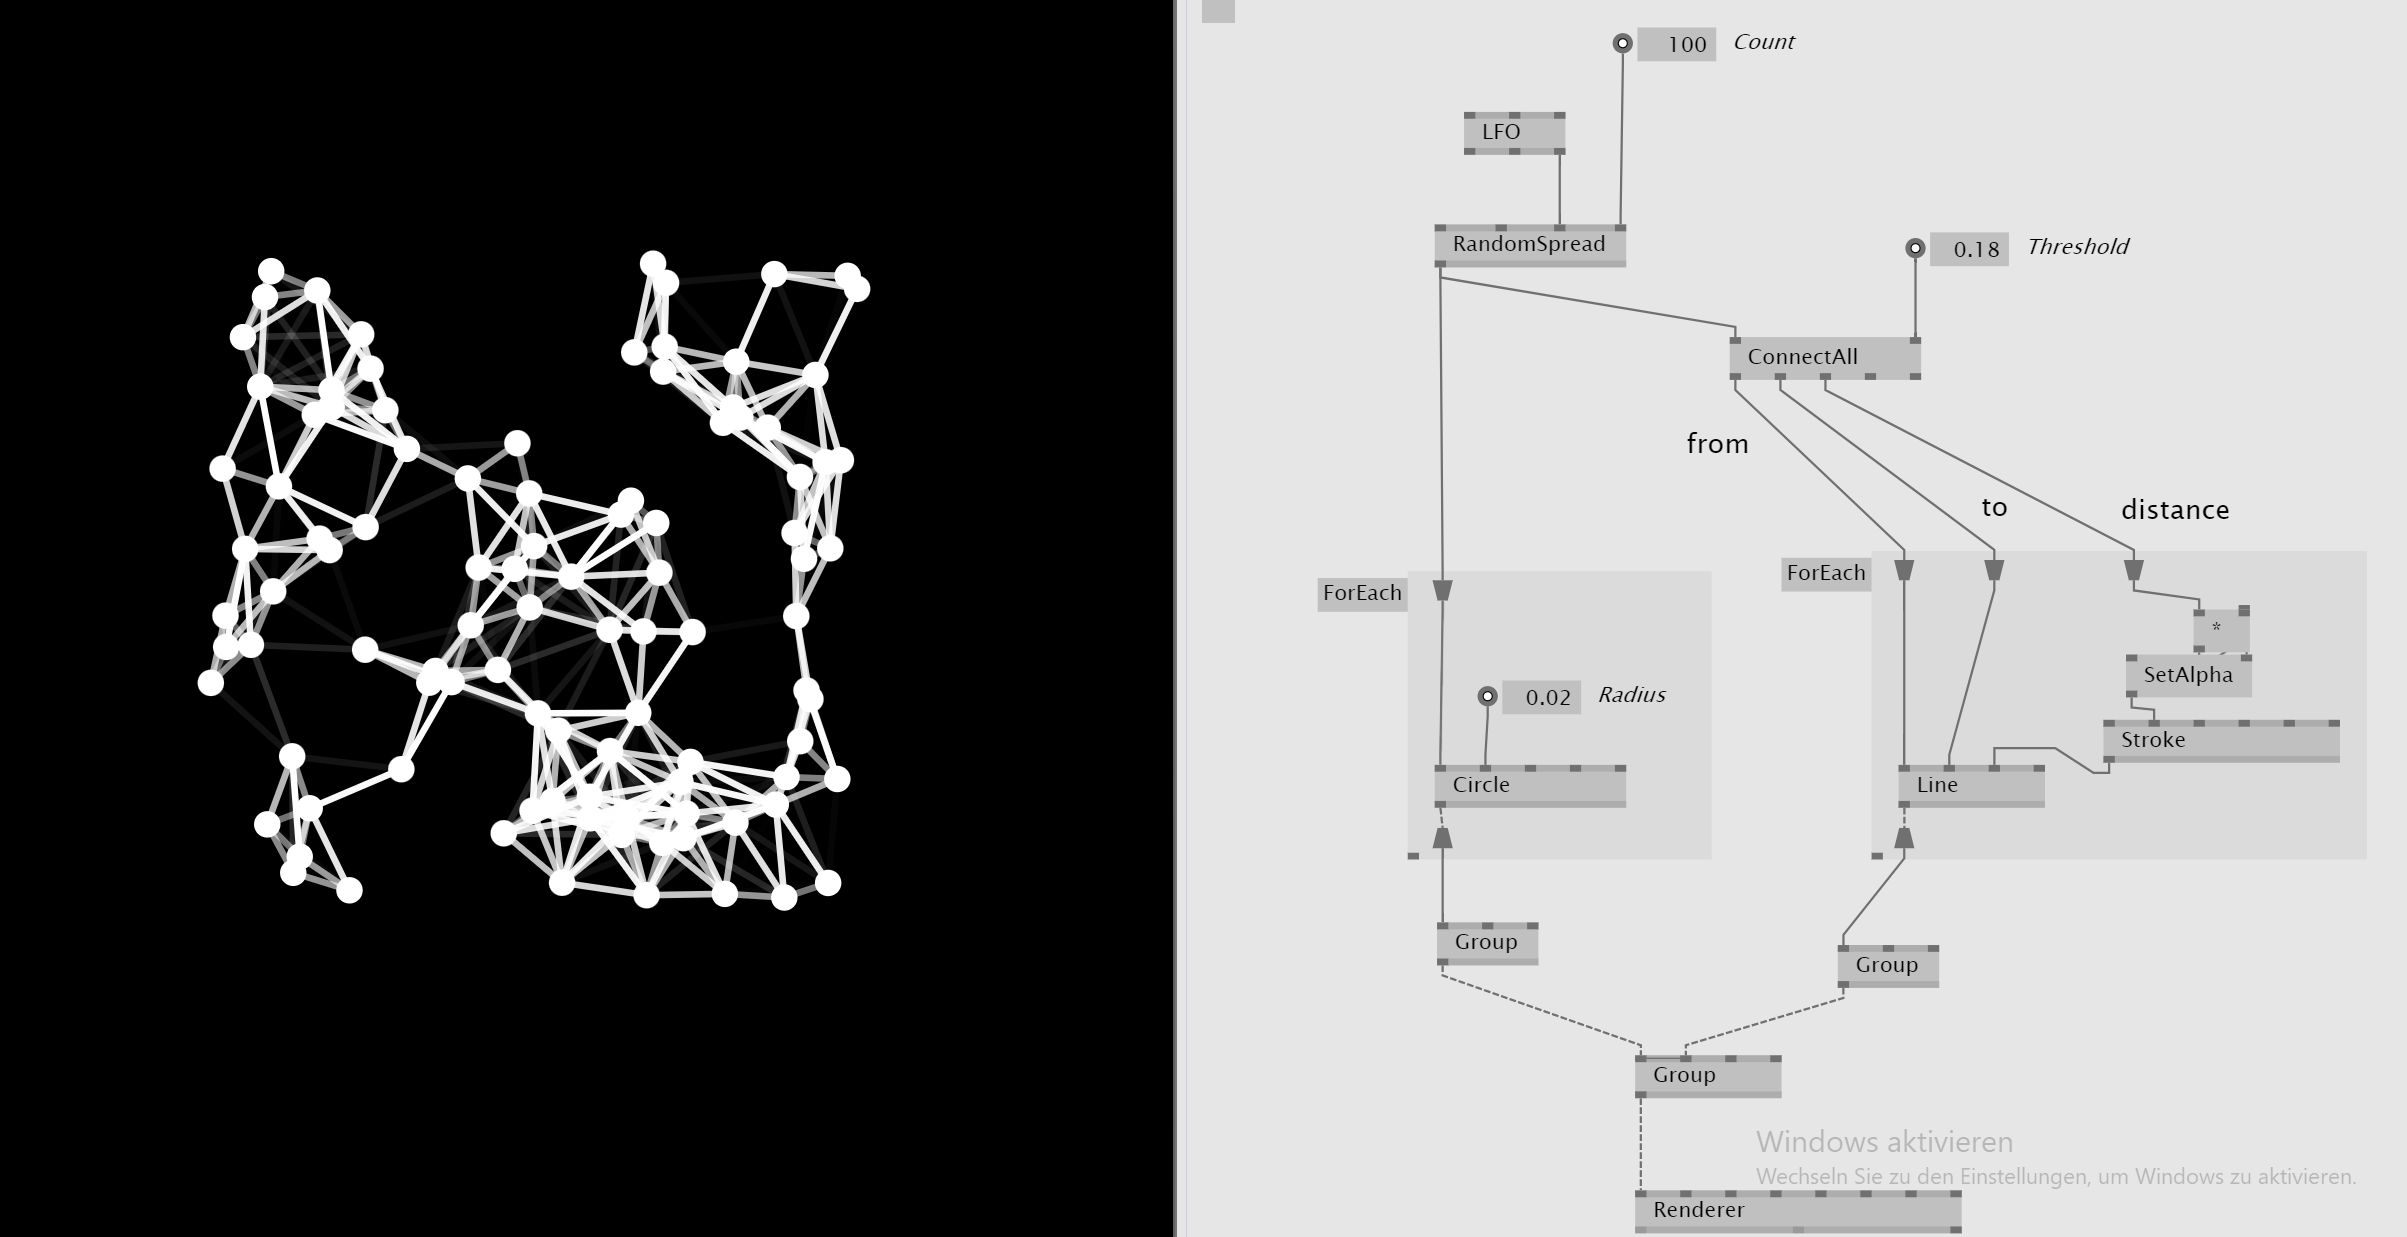 100 Count
LFO
RandomSpread
0.18 Threshold
ConnectAll
from
to
distance
ForEach
ForEach
*
SetAlpha
0.02 Radius
Stroke
Circle
Line
Group
Group
Group
Windows aktivieren
Wechseln Sie zu den Einstellungen, um Windows zu aktivieren.
Renderer